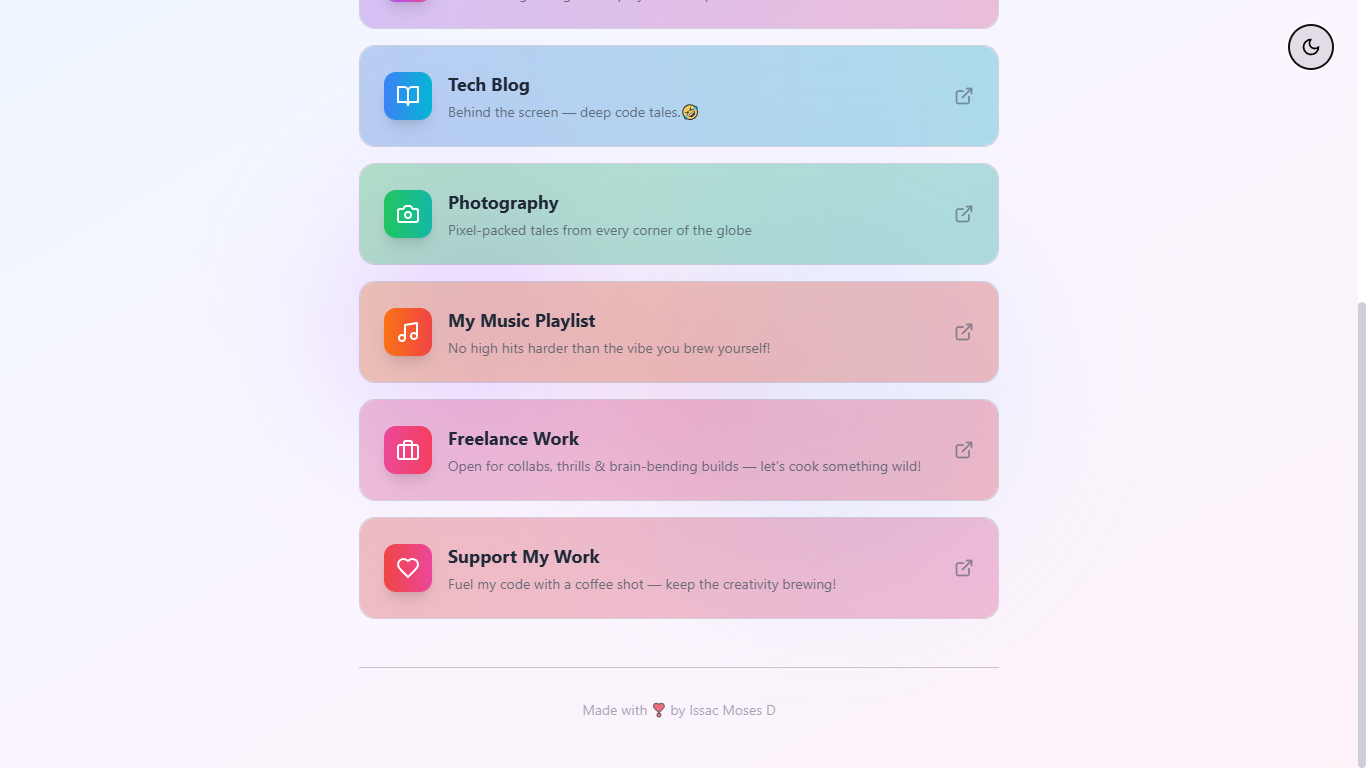 Tech Blog
Behind the screen — deep code tales.🤣
Photography
Pixel-packed tales from every corner of the globe
My Music Playlist
No high hits harder than the vibe you brew yourself!
Freelance Work
Open for collabs, thrills & brain-bending builds — let’s cook something wild!
Support My Work
Fuel my code with a coffee shot — keep the creativity brewing!
Made with ❣️ by Issac Moses D